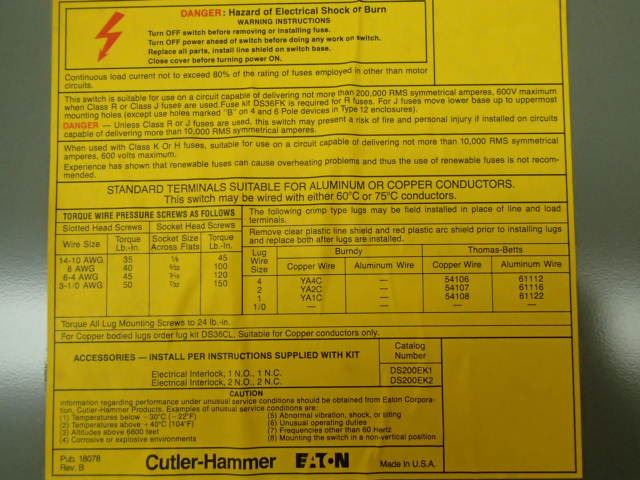 DANGER: Hazard of Electrical Shock or Burn
WARNING INSTRUCTIONS
Turn OFF switch before removing or installing fuse.
Turn OFF power ahead of switch before doing any work on switch.
Replace all parts, install line shield on switch base.
Close cover before turning power ON.
Continuous load current not to exceed 80% of the rating of fuses employed in other than motor
circuits.
This switch is suitable for use on a circuit capable of delivering not more than 200,000 RMS symmetrical amperes, 600V maximum
when Class R or Class J fuses are used. Fuse kit DS36FK is required for R fuses. For J fuses move lower base up to uppermost
mounting holes (except use holes marked "B" on 4 and 6 Pole devices in Type 12 enclosures).
DANGER — Unless Class R or J fuses are used, this switch may present a risk of fire and personal injury if installed on circuits
capable of delivering more than 10,000 RMS symmetrical amperes.
When used with Class K or H fuses, suitable for use on a circuit capable of delivering not more than 10,000 RMS symmetrical
amperes, 600 volts maximum.
Experience has shown that renewable fuses can cause overheating problems and thus the use of renewable fuses is not recom-
mended.
STANDARD TERMINALS SUITABLE FOR ALUMINUM OR COPPER CONDUCTORS.
This switch may be wired with either 60°C or 75°C conductors.
TORQUE WIRE PRESSURE SCREWS AS FOLLOWS
Slotted Head Screws Socket Head Screws
Wire Size Torque Lb.-In. Socket Size Across Flats Torque Lb.-In.
14-10 AWG 35 45
8 AWG 40 100
6-4 AWG 45 120
3-1/0 AWG 50 150
The following crimp type lugs may be field installed in place of line and load
terminals.
Remove clear plastic line shield and red plastic arc shield prior to installing lugs
and replace both after lugs are installed.
Lug Wire Size Burndy Thomas-Betts
Copper Wire Aluminum Wire Copper Wire Aluminum Wire
4 YA4C — 54106 61112
2 YA2C — 54107 61116
1 YA1C — 54108 61122
1/0 — — — —
Torque All Lug Mounting Screws to 24 lb.-in.
For Copper bodied lugs order lug kit DS36CL, Suitable for Copper conductors only.
ACCESSORIES — INSTALL PER INSTRUCTIONS SUPPLIED WITH KIT
Catalog
Number
Electrical Interlock, 1 N.O., 1 N.C. DS200EK1
Electrical Interlock, 2 N.O., 2 N.C. DS200EK2
CAUTION
Information regarding performance under unusual service conditions should be obtained from Eaton Corpora-
tion, Cutler-Hammer Products. Examples of unusual service conditions are:
(1) Temperatures below -30°C (-22°F) (5) Abnormal vibration, shock, or tilting
(2) Temperatures above +40°C (104°F) (6) Unusual operating duties
(3) Altitudes above 6600 feet (7) Frequencies other than 60 Hertz
(4) Corrosive or explosive environments (8) Mounting the switch in a non-vertical position
Pub. 18078
Rev. B
Cutler-Hammer EATON Made in U.S.A.